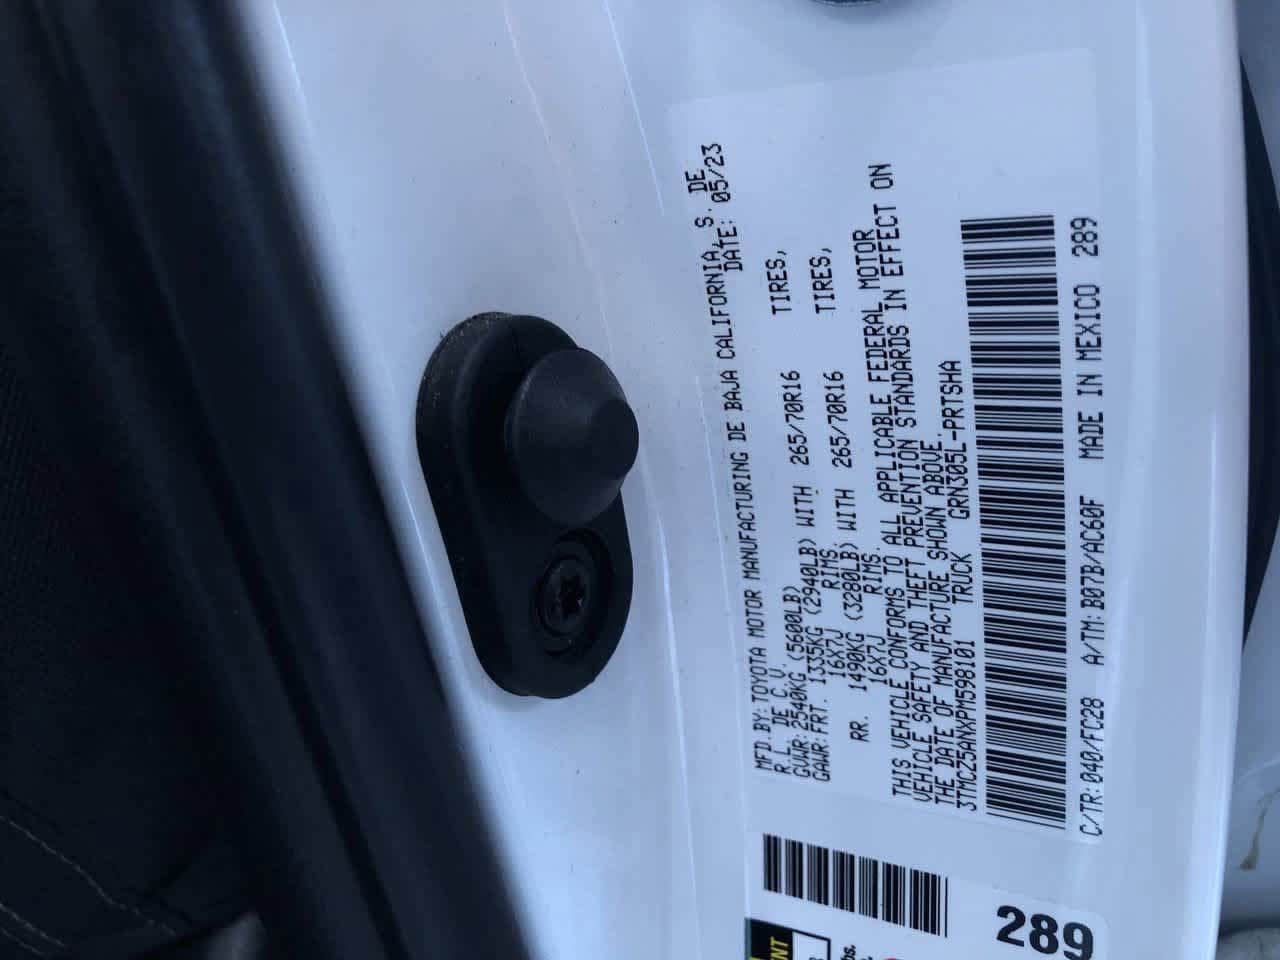 MFD.BY:TOYOTA MOTOR MANUFACTURING DE BAJA CALIFORNIA, S. DE
R.L. DE C.V. DATE: 05/23
GVWR:2540KG (5600LB)
GAWR:FRT. 1335KG (2940LB) WITH 265/70R16 TIRES,
16X7J RIMS.
RR. 1490KG (3280LB) WITH 265/70R16 TIRES,
16X7J RIMS.
THIS VEHICLE CONFORMS TO ALL APPLICABLE FEDERAL MOTOR
VEHICLE SAFETY AND THEFT PREVENTION STANDARDS IN EFFECT ON
THE DATE OF MANUFACTURE SHOWN ABOVE.
3TMCZ5ANXPM598101 TRUCK GRN305L-PRTSHA
C/TR:040/FC28 A/TM:B07B/AC60F MADE IN MEXICO 289
289